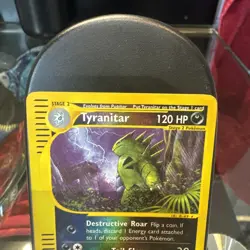 STAGE 2
Evolves from Pupitar Put Tyranitar on the Stage 1 card
Tyranitar 120 HP
Stage 2 Pokémon
Destructive Roar Flip a coin. If
heads, discard 1 Energy card attached
to 1 of your opponent's Pokémon.